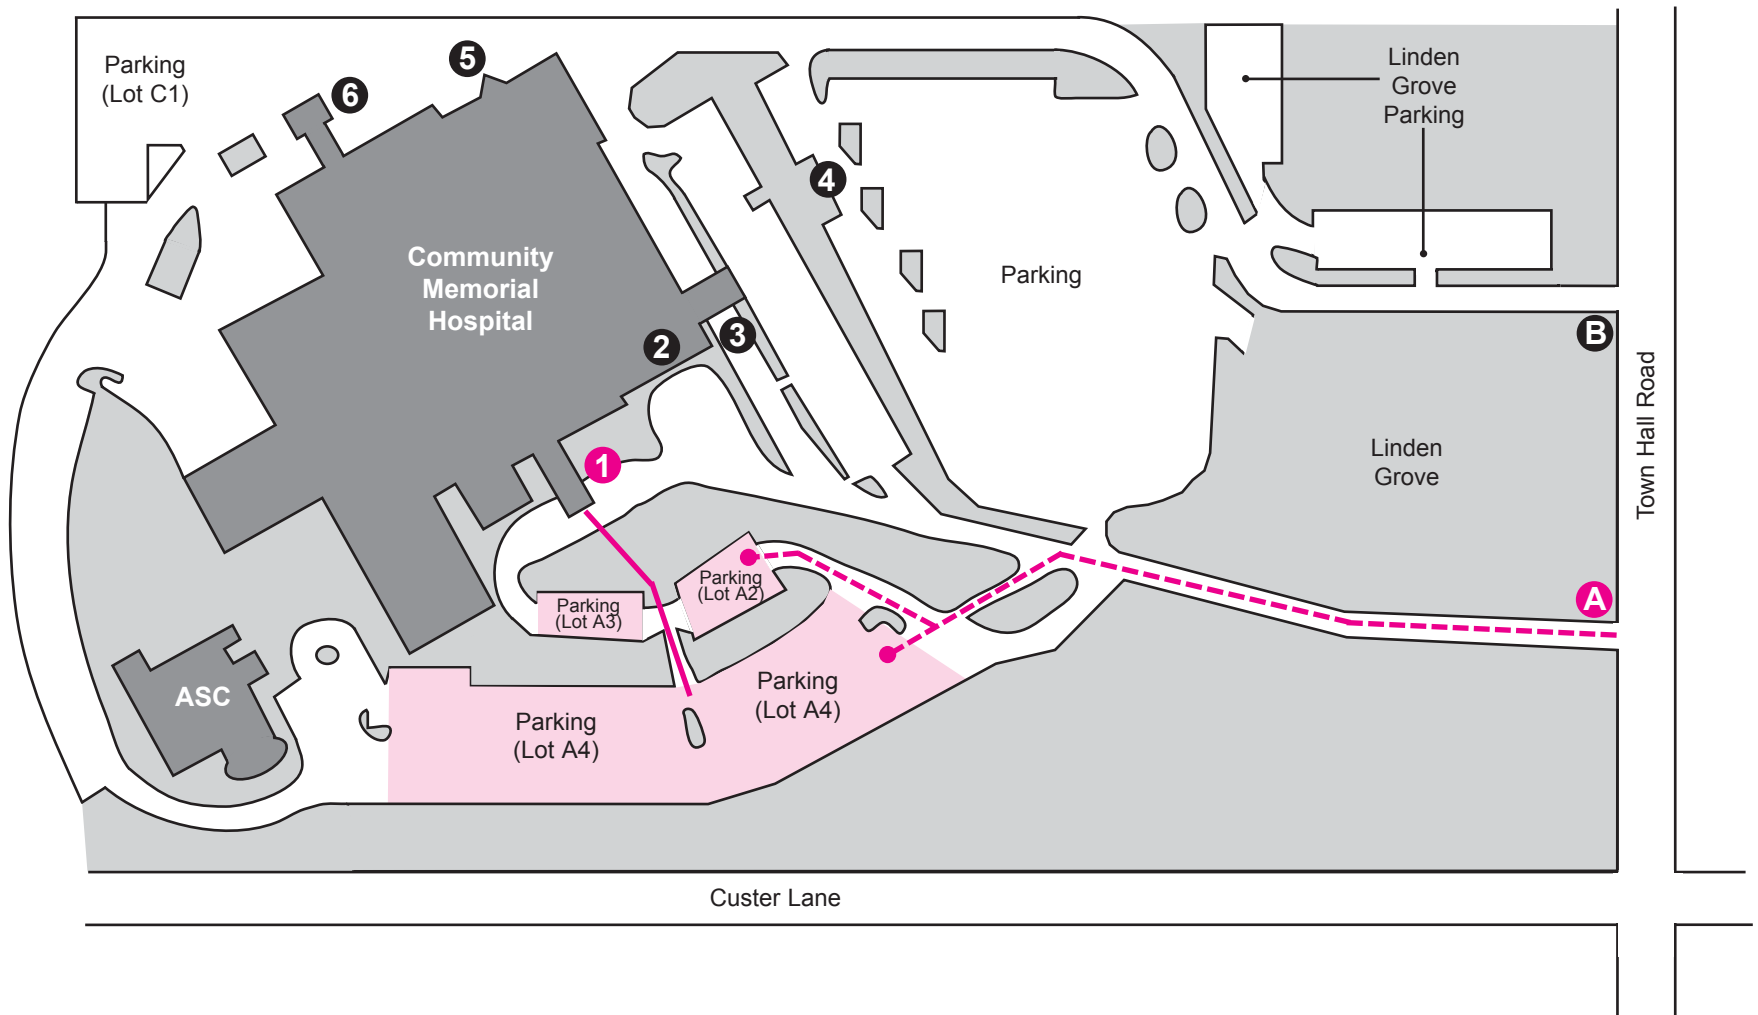 Parking
(Lot C1)
5
6
Linden
Grove
Parking
4
Community
Memorial
Hospital
Parking
3
2
B
Town Hall Road
Linden
Grove
1
Parking
(Lot A2)
Parking
(Lot A3)
A
ASC
Parking
(Lot A4)
Parking
(Lot A4)
Custer Lane